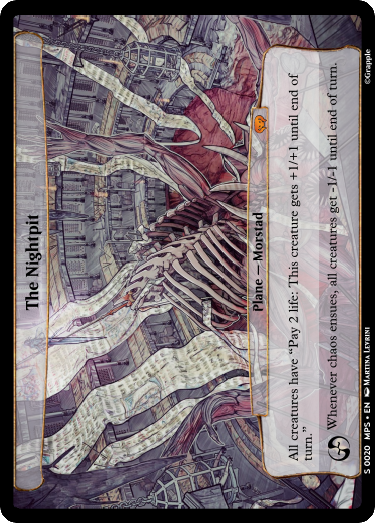 The Nightpit
Plane — Morstad
All creatures have “Pay 2 life: This creature gets +1/+1 until end of
turn.”
Whenever chaos ensues, all creatures get -1/-1 until end of turn.
S 0020 MPS • EN MARTINA LEVRINI
©Grapple